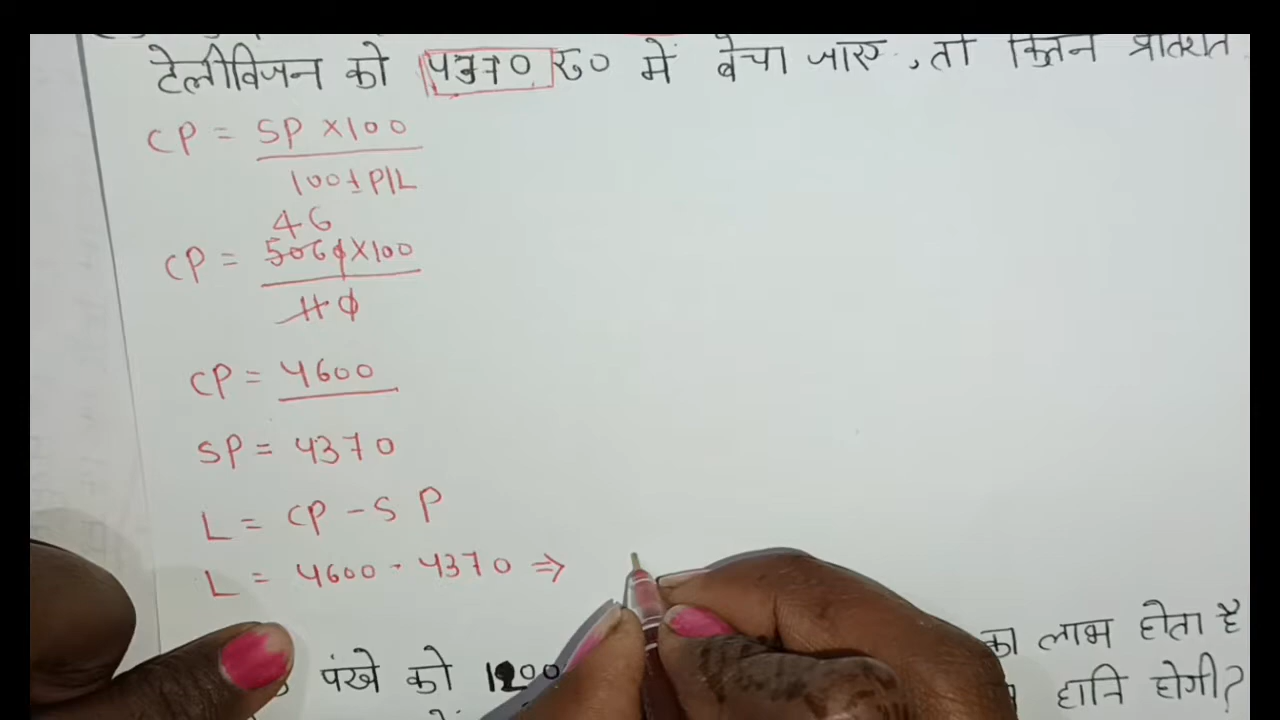 टेलीविजन को 4370 रु० में बेचा जाए, तो कितने प्रतिशत
CP = SP ×100
100±P/L
46
CP = 5060×100
110
CP = 4600
SP = 4370
L = CP - SP
L = 4600 - 4370 ⇒
का लाभ होता है
पंखे को 1200
हानि होगी?